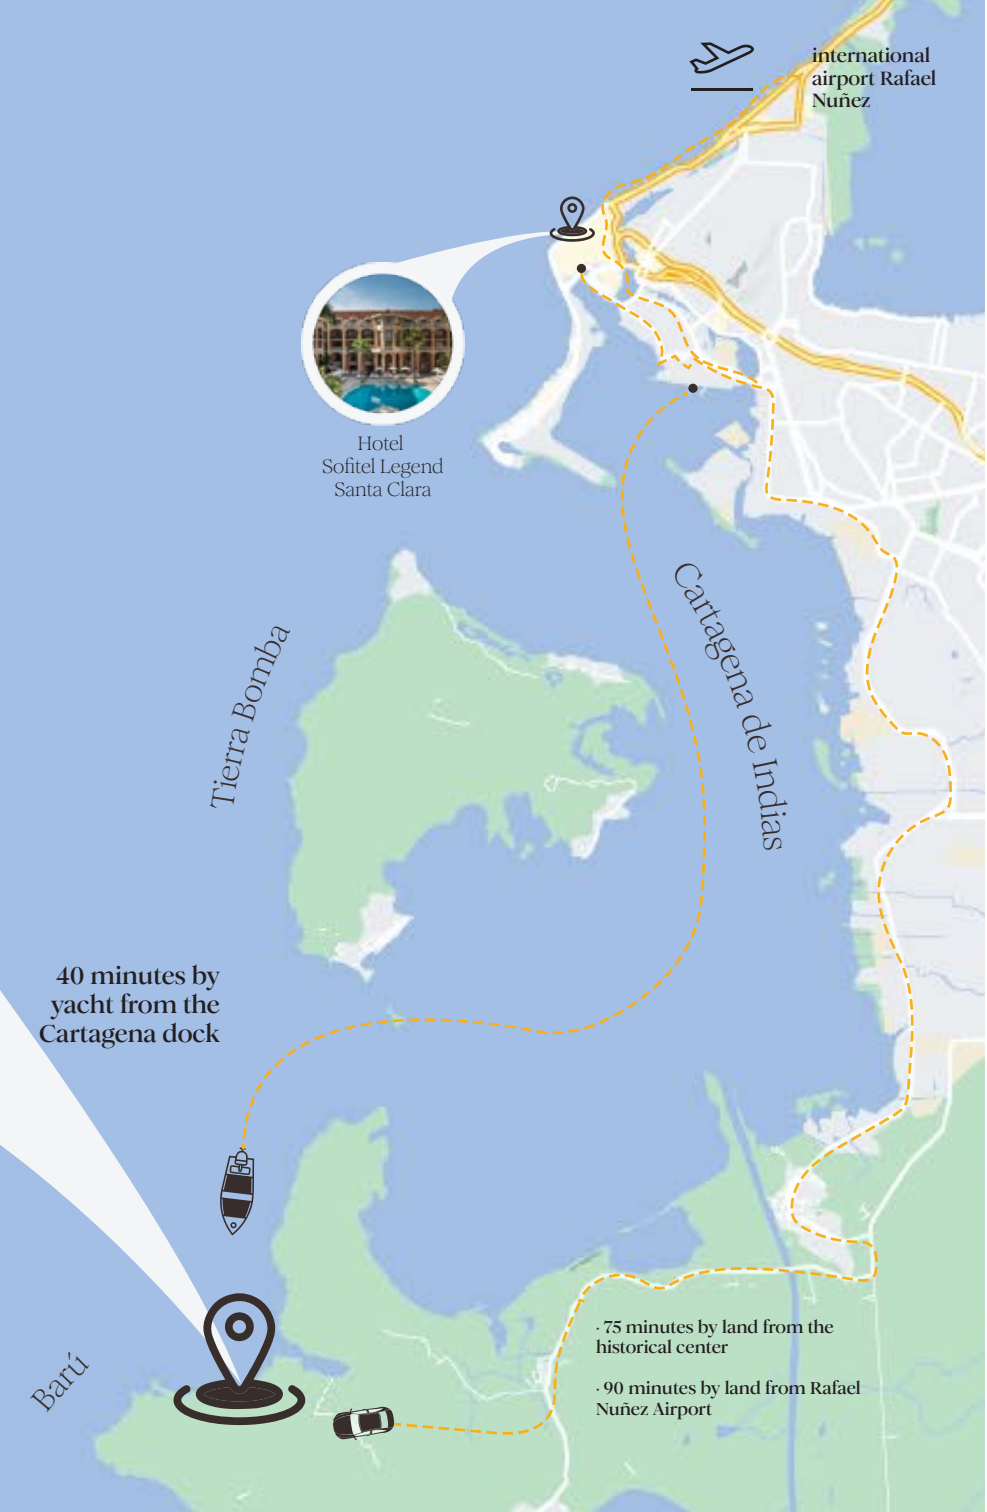 international
airport Rafael
Nuñez
Hotel
Sofitel Legend
Santa Clara
Cartagena de Indias
Tierra Bomba
40 minutes by
yacht from the
Cartagena dock
· 75 minutes by land from the
historical center
· 90 minutes by land from Rafael
Nuñez Airport
Barú